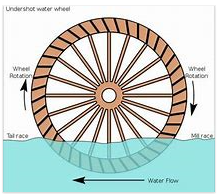 Undershot water wheel
Wheel
Rotation
Wheel
Rotation
Tail race
Mill race
Water Flow